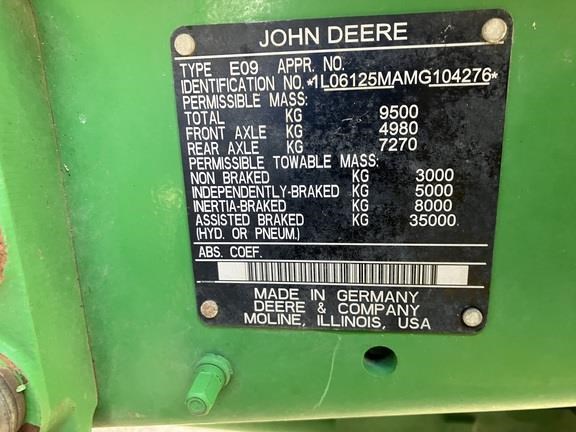 JOHN DEERE
TYPE E09 APPR. NO.
IDENTIFICATION NO. *1L06125MAMG104276*
PERMISSIBLE MASS:
TOTAL KG 9500
FRONT AXLE KG 4980
REAR AXLE KG 7270
PERMISSIBLE TOWABLE MASS:
NON BRAKED KG 3000
INDEPENDENTLY-BRAKED KG 5000
INERTIA-BRAKED KG 8000
ASSISTED BRAKED KG 35000
(HYD. OR PNEUM.)
ABS. COEF.
MADE IN GERMANY
DEERE & COMPANY
MOLINE, ILLINOIS, USA